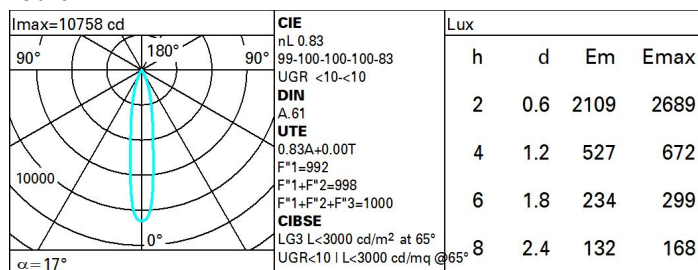 Imax=10758 cd
90°
180°
90°
10000
0°
α=17°
CIE
nL 0.83
99-100-100-100-83
UGR <10-<10
DIN
A.61
UTE
0.83A+0.00T
F"1=992
F"1+F"2=998
F"1+F"2+F"3=1000
CIBSE
LG3 L<3000 cd/m² at 65°
UGR<10 | L<3000 cd/mq @65°
Lux
h d Em Emax
2 0.6 2109 2689
4 1.2 527 672
6 1.8 234 299
8 2.4 132 168